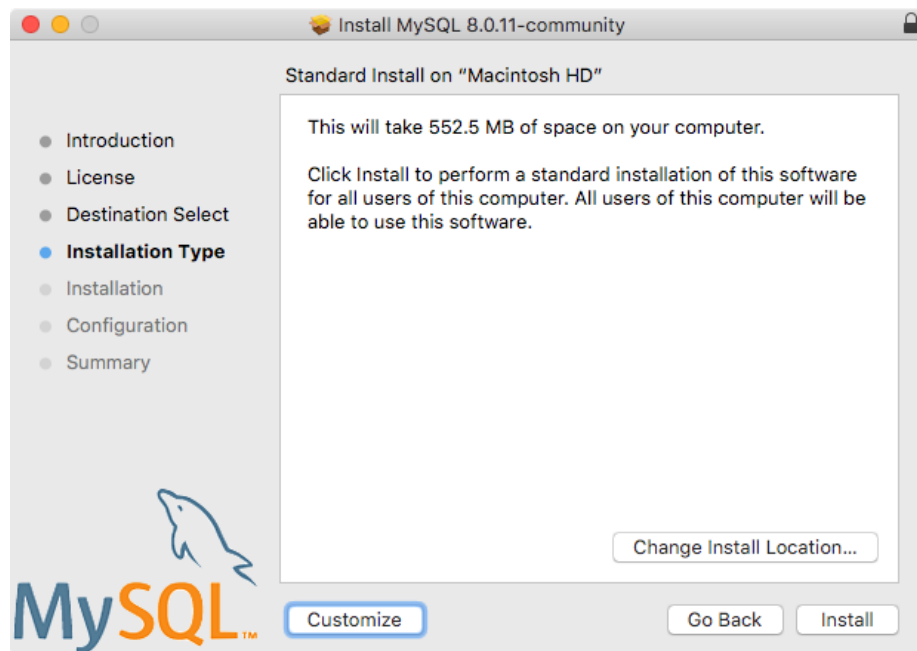 Install MySQL 8.0.11-community
Standard Install on “Macintosh HD”
Introduction
License
Destination Select
Installation Type
Installation
Configuration
Summary
This will take 552.5 MB of space on your computer.
Click Install to perform a standard installation of this software
for all users of this computer. All users of this computer will be
able to use this software.
Change Install Location...
MySQL™
Customize
Go Back
Install